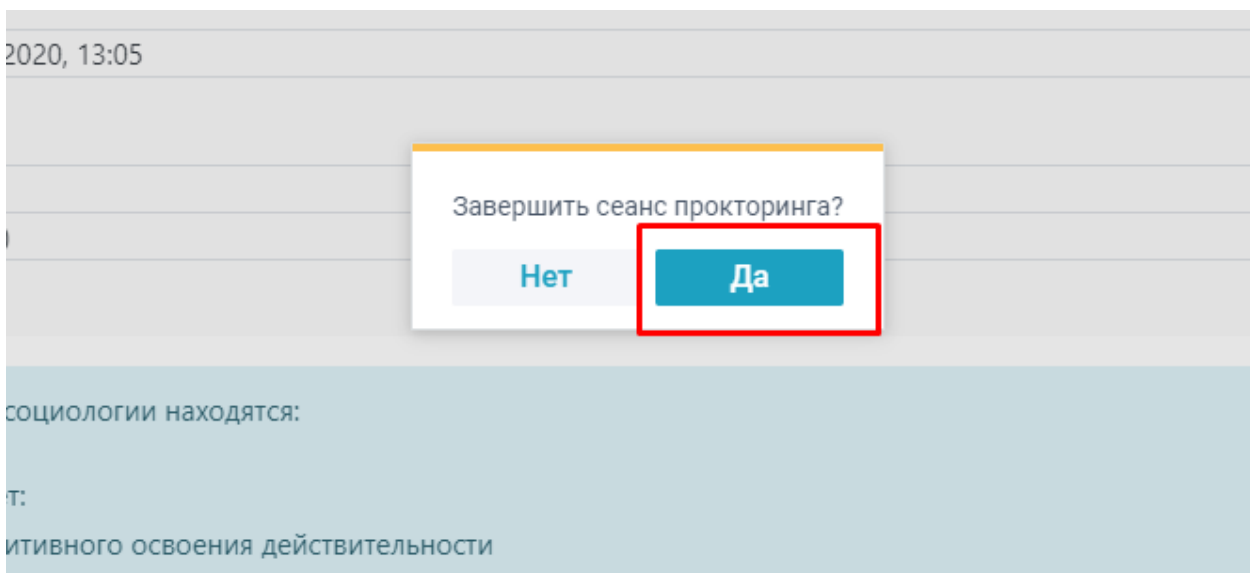 2020, 13:05
Завершить сеанс прокторинга?
Нет Да
социологии находятся:
итивного освоения действительности